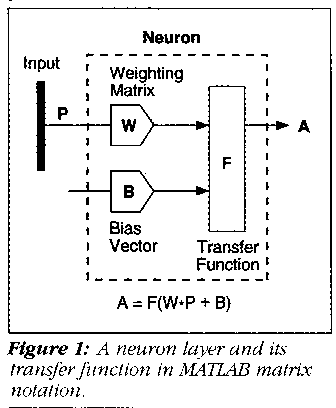 Neuron
Input
Weighting
Matrix
P
W
A
F
B
Bias
Vector
Transfer
Function
A = F(W•P + B)
Figure 1: A neuron layer and its
transfer function in MATLAB matrix
notation.